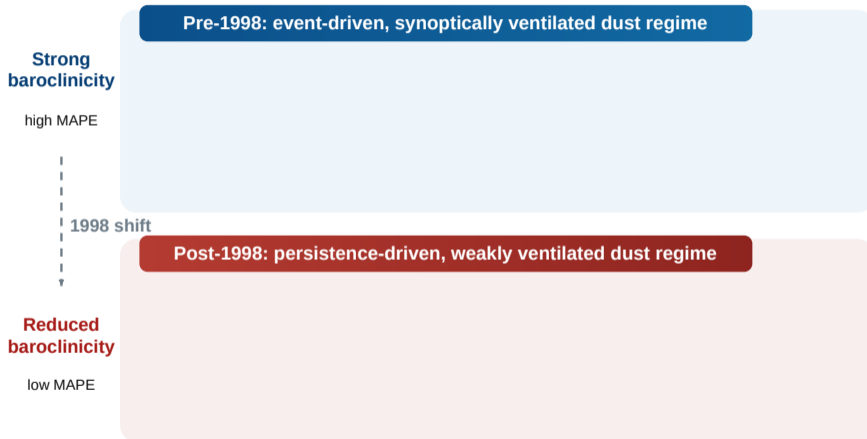 Pre-1998: event-driven, synoptically ventilated dust regime
Strong
baroclinicity
high MAPE
1998 shift
Post-1998: persistence-driven, weakly ventilated dust regime
Reduced
baroclinicity
low MAPE